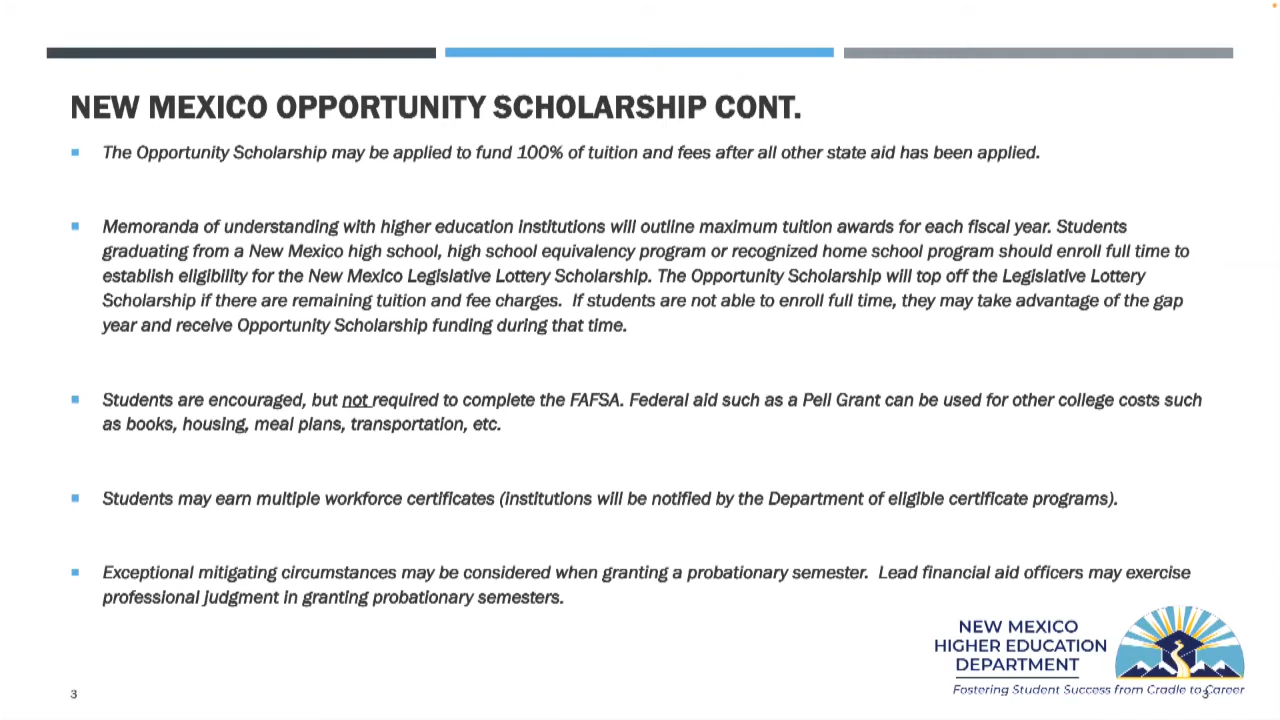 NEW MEXICO OPPORTUNITY SCHOLARSHIP CONT.
The Opportunity Scholarship may be applied to fund 100% of tuition and fees after all other state aid has been applied.
Memoranda of understanding with higher education institutions will outline maximum tuition awards for each fiscal year. Students
graduating from a New Mexico high school, high school equivalency program or recognized home school program should enroll full time to
establish eligibility for the New Mexico Legislative Lottery Scholarship. The Opportunity Scholarship will top off the Legislative Lottery
Scholarship if there are remaining tuition and fee charges.  If students are not able to enroll full time, they may take advantage of the gap
year and receive Opportunity Scholarship funding during that time.
Students are encouraged, but not required to complete the FAFSA. Federal aid such as a Pell Grant can be used for other college costs such
as books, housing, meal plans, transportation, etc.
Students may earn multiple workforce certificates (institutions will be notified by the Department of eligible certificate programs).
Exceptional mitigating circumstances may be considered when granting a probationary semester.  Lead financial aid officers may exercise
professional judgment in granting probationary semesters.
NEW MEXICO
HIGHER EDUCATION
DEPARTMENT
Fostering Student Success from Cradle to Career
3
3